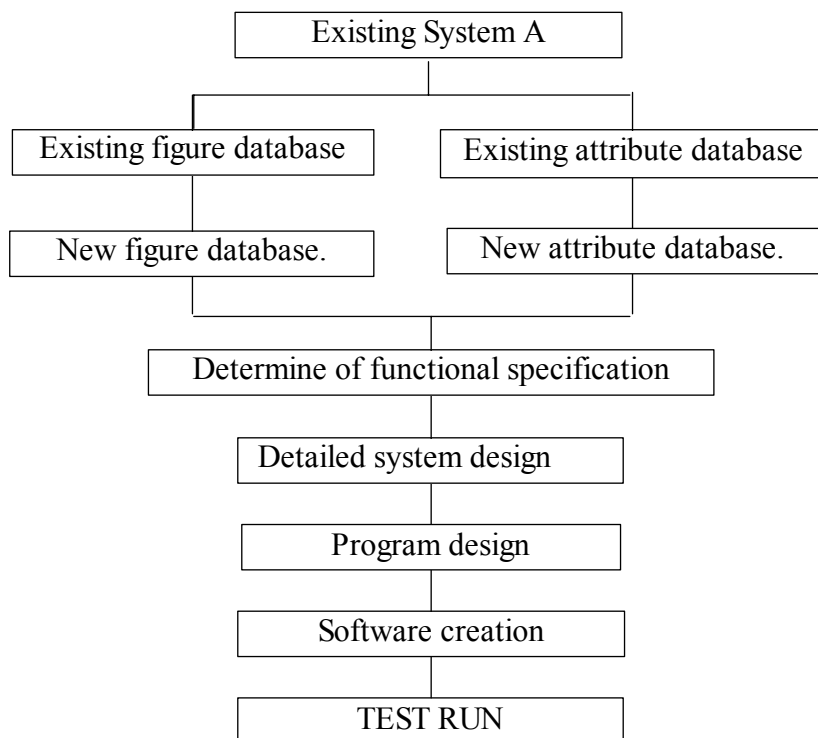 Existing System A
Existing figure database
Existing attribute database
New figure database.
New attribute database.
Determine of functional specification
Detailed system design
Program design
Software creation
TEST RUN